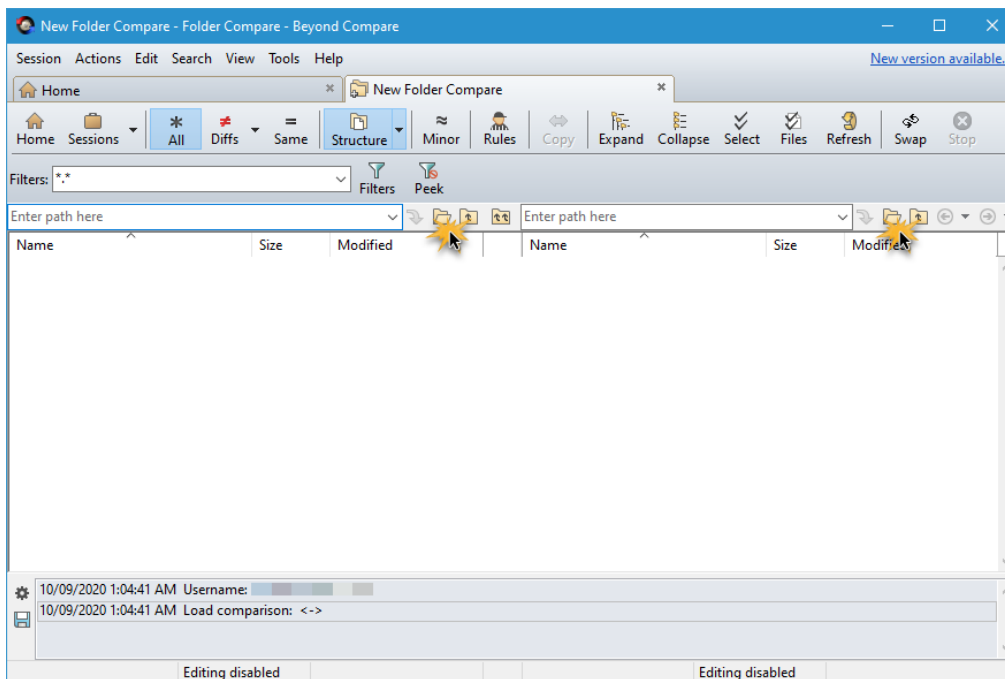 New Folder Compare - Folder Compare - Beyond Compare
Session Actions Edit Search View Tools Help New version available.
Home New Folder Compare
Home Sessions All Diffs Same Structure Minor Rules Copy Expand Collapse Select Files Refresh Swap Stop
Filters: *.* Filters Peek
Enter path here Enter path here
Name Size Modified Name Size Modified
10/09/2020 1:04:41 AM Username:
10/09/2020 1:04:41 AM Load comparison: <->
Editing disabled Editing disabled